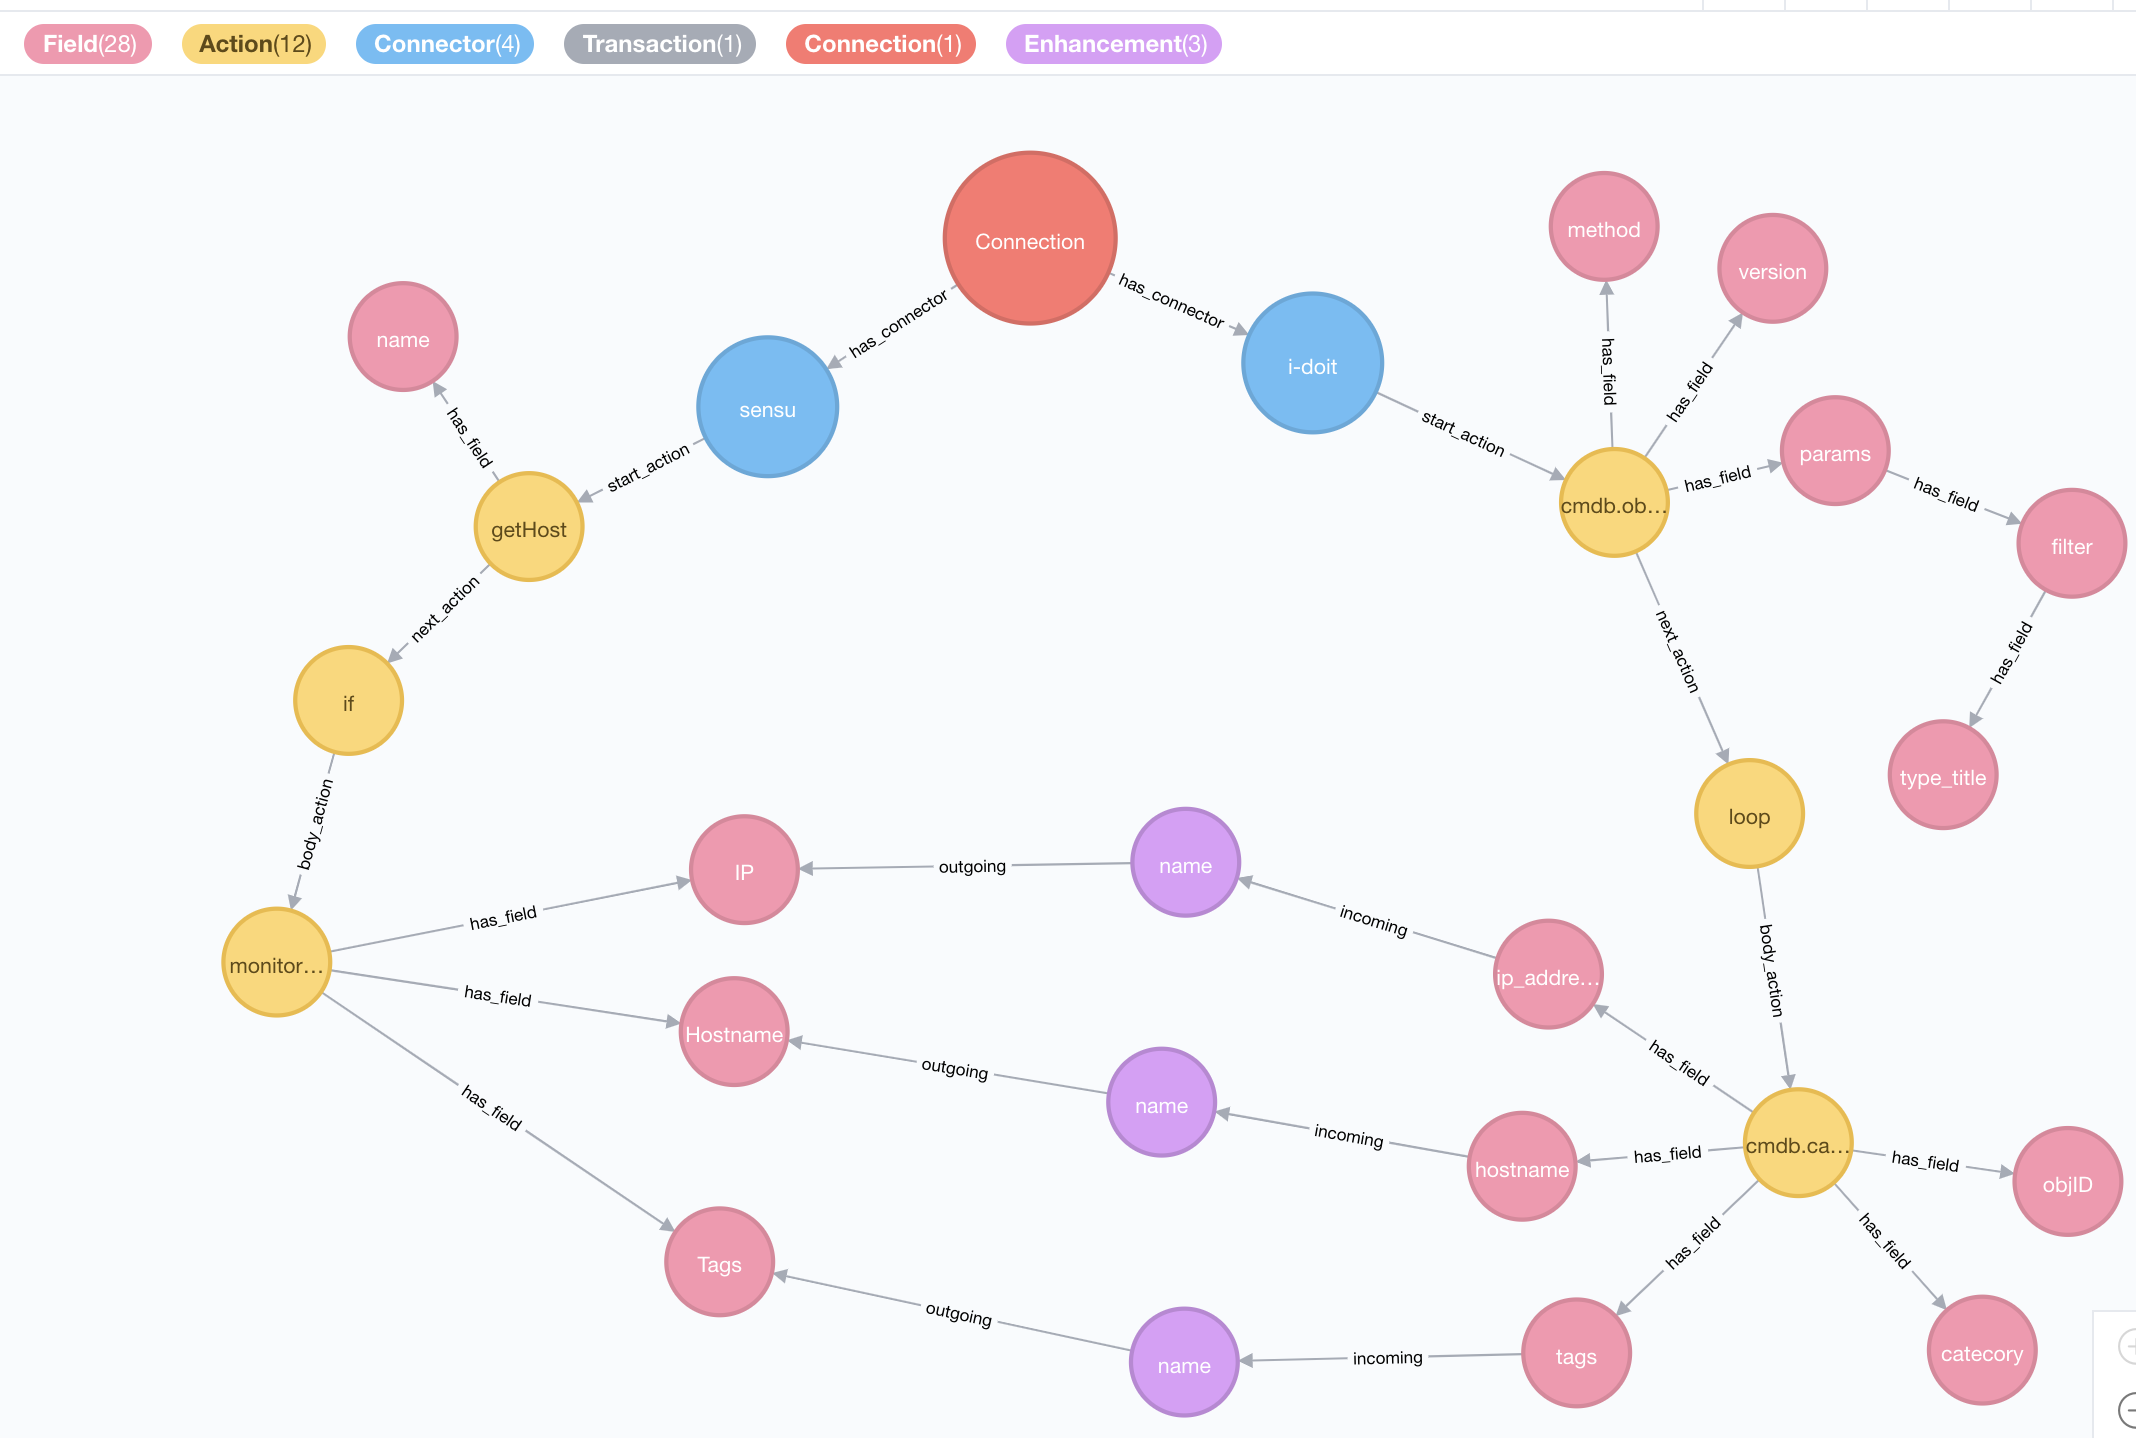 Field(28) Action(12) Connector(4) Transaction(1) Connection(1) Enhancement(3)
Connection
method
version
has_connector
has_connector
name
i-doit
sensu
has_field
has_field
has_field
start_action
params
start_action
has_field
has_field
cmdb.ob...
getHost
filter
next_action
next_action
has_field
if
type_title
loop
body_action
IP
outgoing
name
has_field
incoming
body_action
monitor...
ip_addre...
has_field
Hostname
has_field
outgoing
name
incoming
has_field
hostname
has_field
cmdb.ca...
has_field
objID
has_field
has_field
has_field
Tags
outgoing
name
incoming
tags
catecory